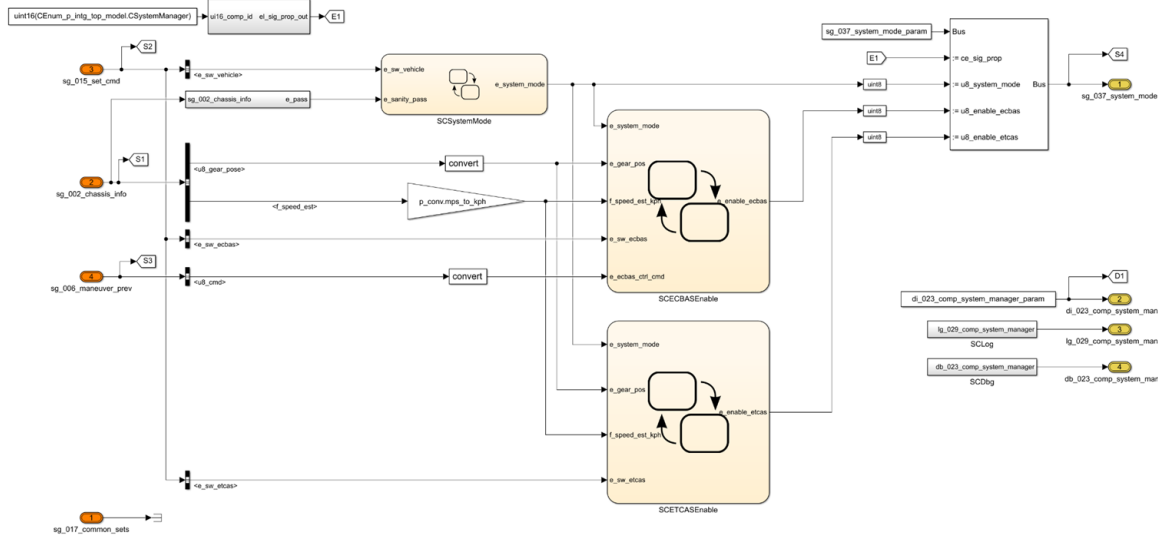 uint16(CEnum_p_intg_top_model.CSystemManager)
ui16_comp_id el_sig_prop_out
E1
S2
3
sg_015_set_cmd
<e_sw_vehicle>
sg_002_chassis_info e_pass
e_sw_vehicle
e_sanity_pass
e_system_mode
SCSystemMode
sg_037_system_mode_param
E1
uint8
uint8
uint8
Bus
:= ce_sig_prop
:= u8_system_mode
:= u8_enable_ecbas
:= u8_enable_etcas
Bus
S4
1
sg_037_system_mode
S1
2
sg_002_chassis_info
<u8_gear_pose>
convert
<f_speed_est>
p_conv.mps_to_kph
<e_sw_ecbas>
S3
4
sg_006_maneuver_prev
<u8_cmd>
convert
e_system_mode
e_gear_pos
f_speed_est_kph
e_enable_ecbas
e_sw_ecbas
e_ecbas_ctrl_cmd
SCECBASEnable
D1
di_023_comp_system_manager_param
2
di_023_comp_system_man
lg_029_comp_system_manager
SCLog
3
lg_029_comp_system_man
db_023_comp_system_manager
SCDbg
4
db_023_comp_system_mar
e_system_mode
e_gear_pos
e_enable_etcas
f_speed_est_kph
e_sw_etcas
SCETCASEnable
<e_sw_etcas>
1
sg_017_common_sets